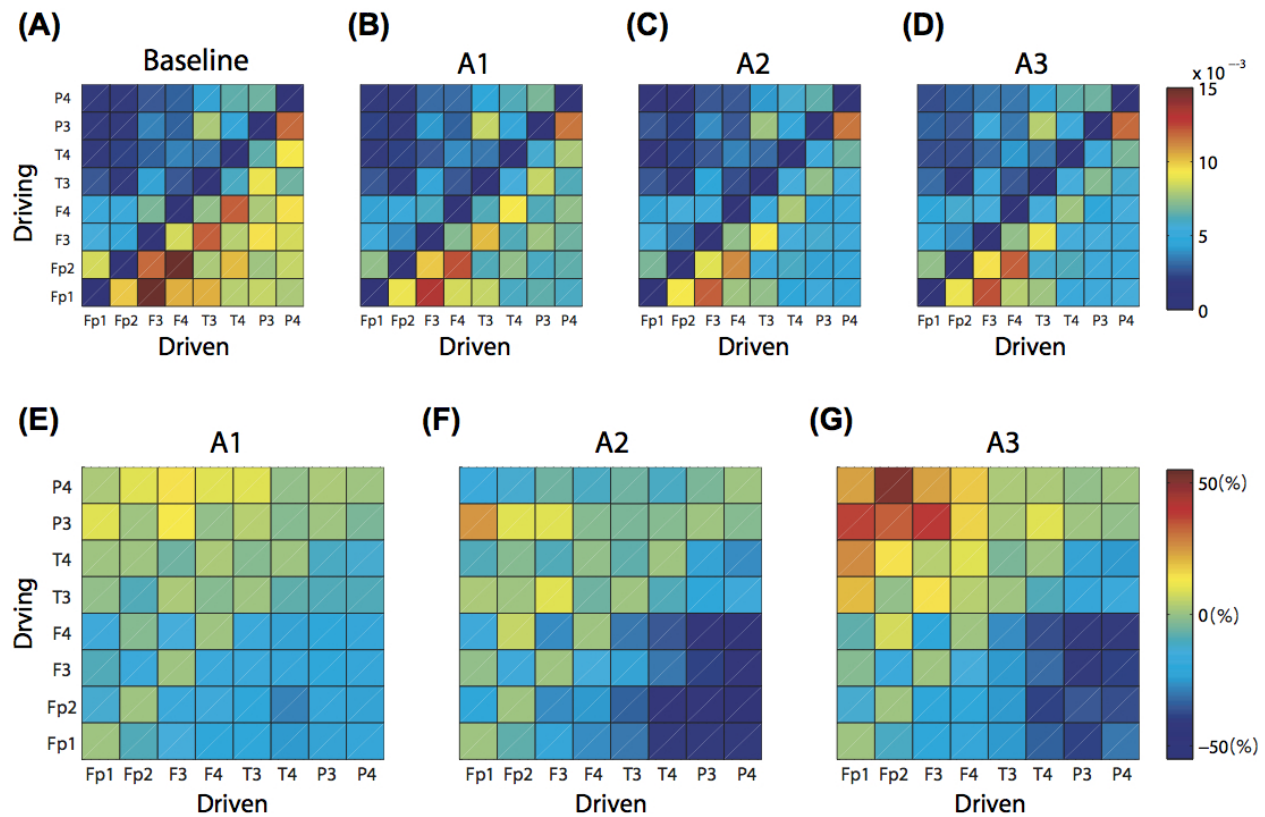 (A) (B) (C) (D)
Baseline A1 A2 A3
x 10⁻³
Driving
P4
P3
T4
T3
F4
F3
Fp2
Fp1
15
10
5
0
Fp1 Fp2 F3 F4 T3 T4 P3 P4
Fp1 Fp2 F3 F4 T3 T4 P3 P4
Fp1 Fp2 F3 F4 T3 T4 P3 P4
Fp1 Fp2 F3 F4 T3 T4 P3 P4
Driven Driven Driven Driven
(E) (F) (G)
A1 A2 A3
Drving
P4
P3
T4
T3
F4
F3
Fp2
Fp1
50(%)
0(%)
−50(%)
Fp1 Fp2 F3 F4 T3 T4 P3 P4
Fp1 Fp2 F3 F4 T3 T4 P3 P4
Fp1 Fp2 F3 F4 T3 T4 P3 P4
Driven Driven Driven